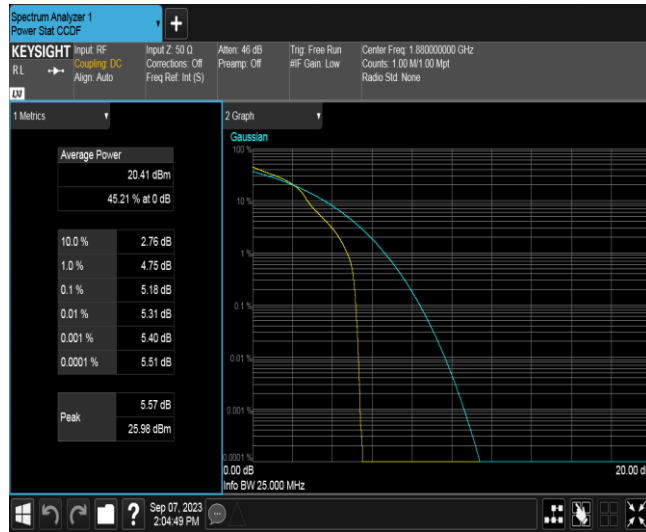 Spectrum Analyzer 1
Power Stat CCDF
+
KEYSIGHT
RL
LXI
Input: RF
Coupling: DC
Align: Auto
Input Z: 50 Ω
Corrections: Off
Freq Ref: Int (S)
Atten: 46 dB
Preamp: Off
Trig: Free Run
#IF Gain: Low
Center Freq: 1.880000000 GHz
Counts: 1.00 M/1.00 Mpt
Radio Std: None
1 Metrics
Average Power
20.41 dBm
45.21 % at 0 dB
10.0 % 2.76 dB
1.0 % 4.75 dB
0.1 % 5.18 dB
0.01 % 5.31 dB
0.001 % 5.40 dB
0.0001 % 5.51 dB
Peak
5.57 dB
25.98 dBm
2 Graph
Gaussian
100 %
10 %
1 %
0.1 %
0.01 %
0.001 %
0.0001 %
0.00 dB
20.00 d
Info BW 25.000 MHz
?
Sep 07, 2023
2:04:49 PM